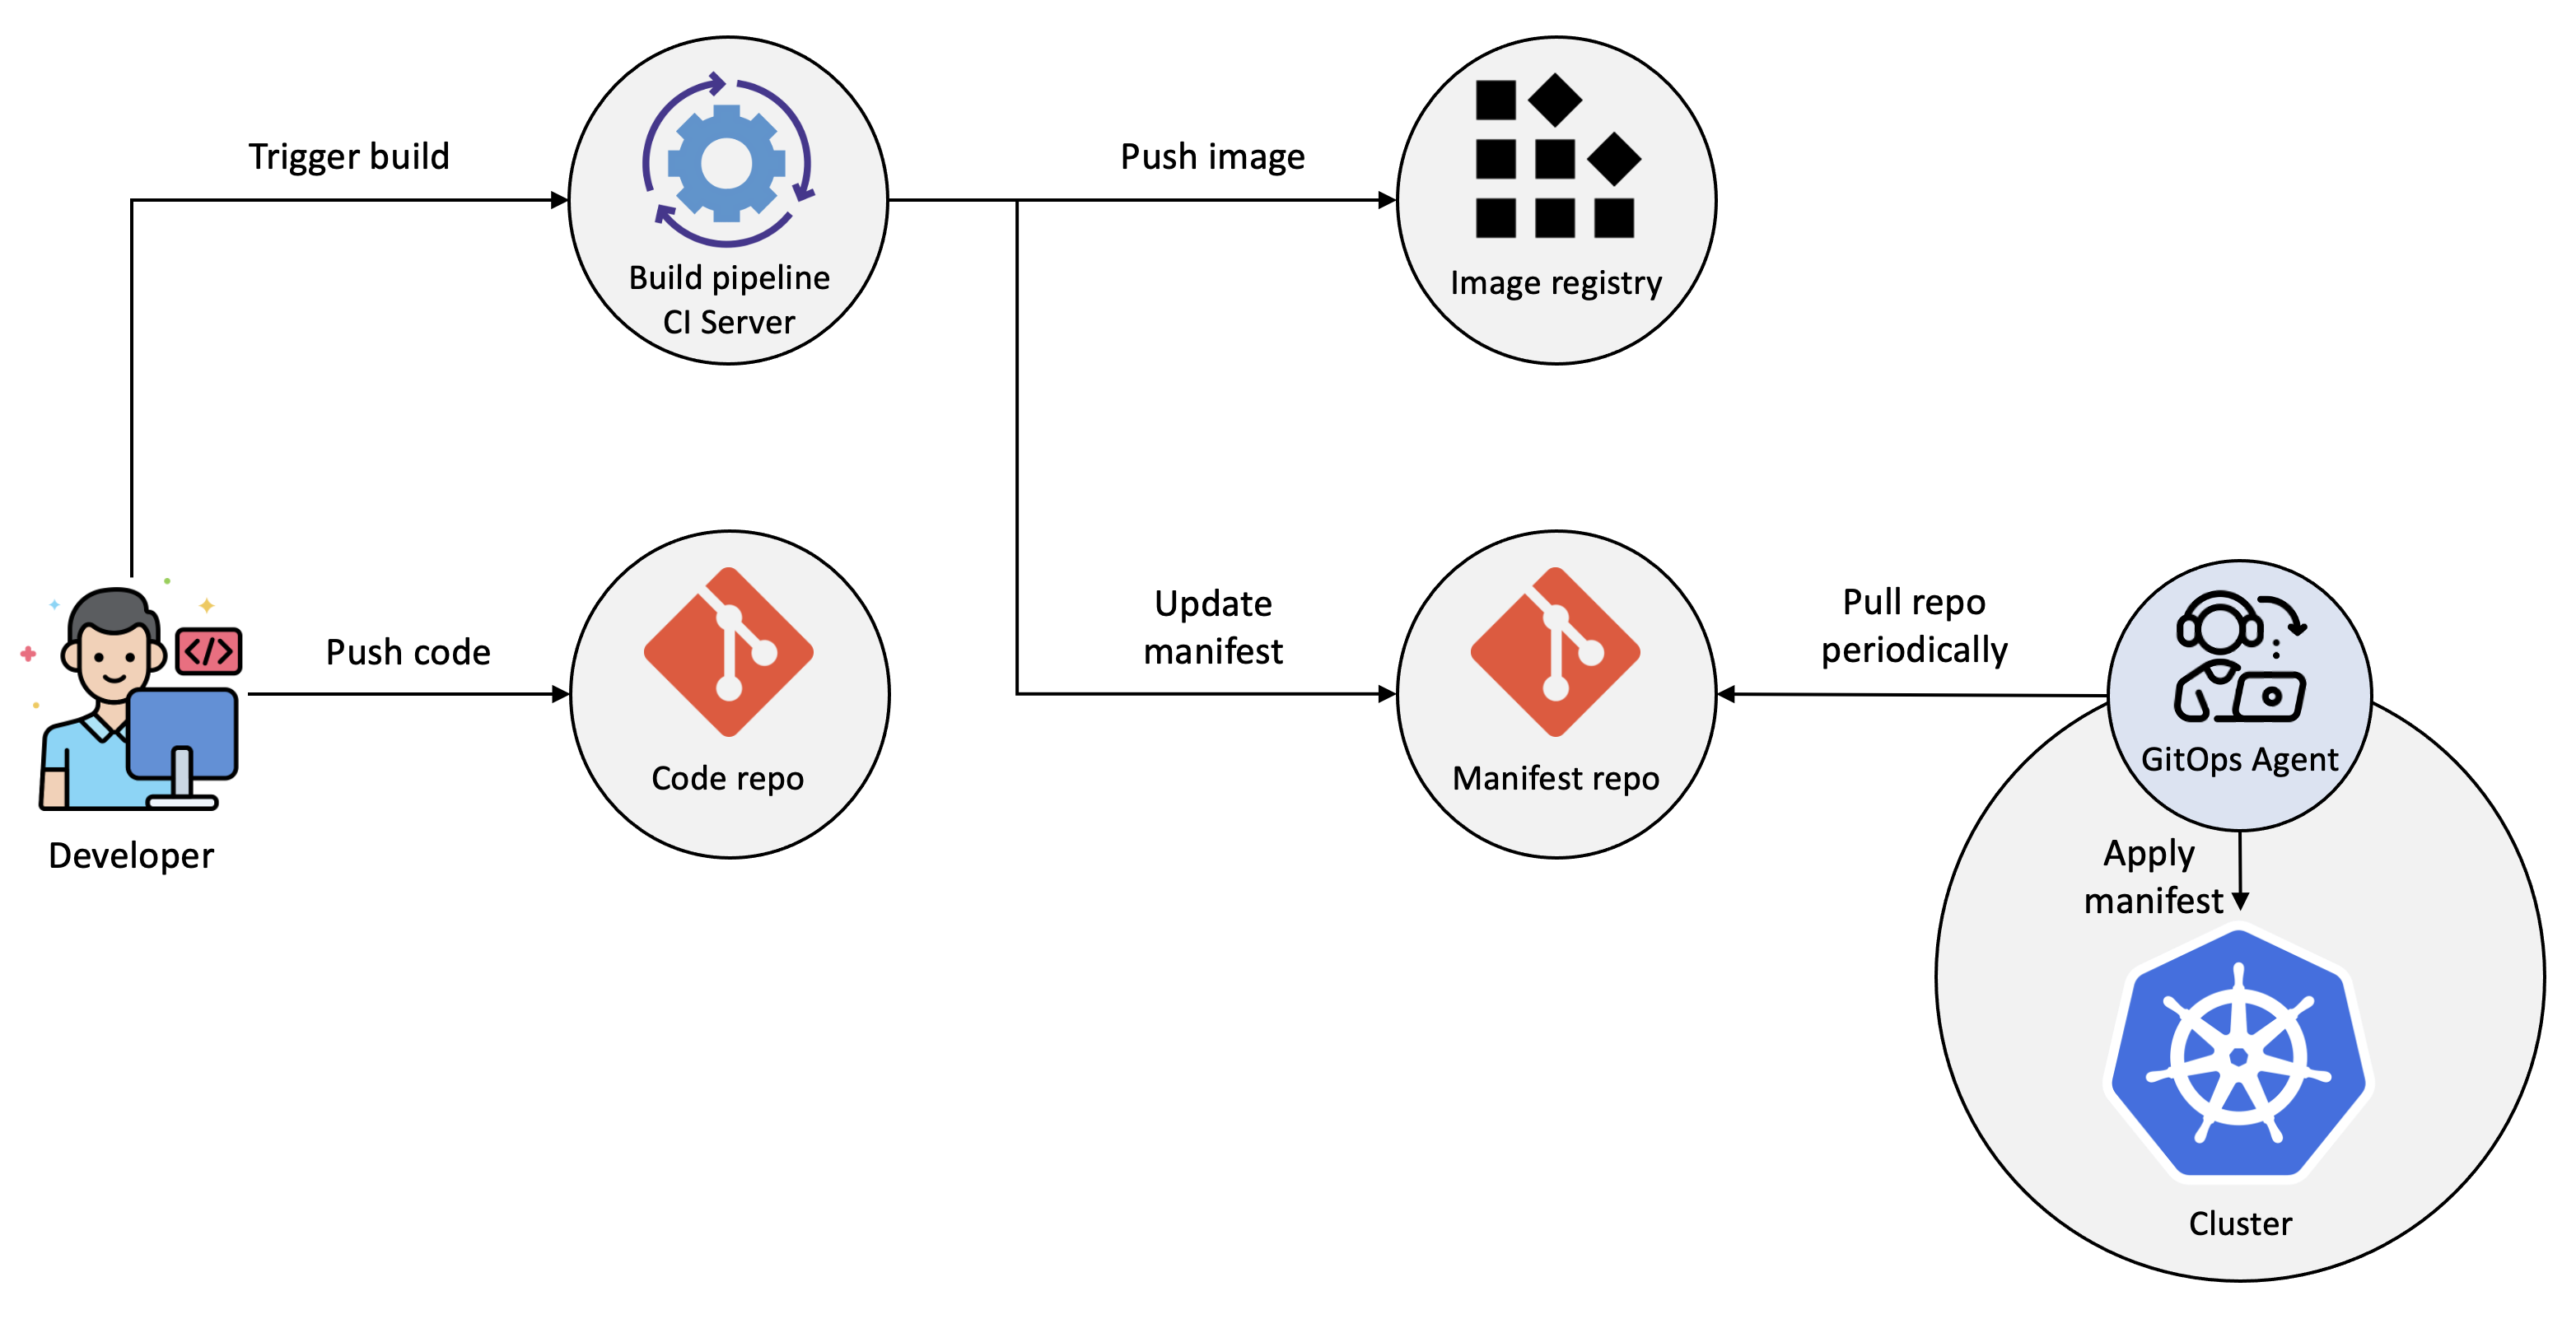 Trigger build
Push image
Build pipeline
CI Server
Image registry
</>
Push code
Update
manifest
Pull repo
periodically
Code repo
Manifest repo
GitOps Agent
Developer
Apply
manifest
Cluster